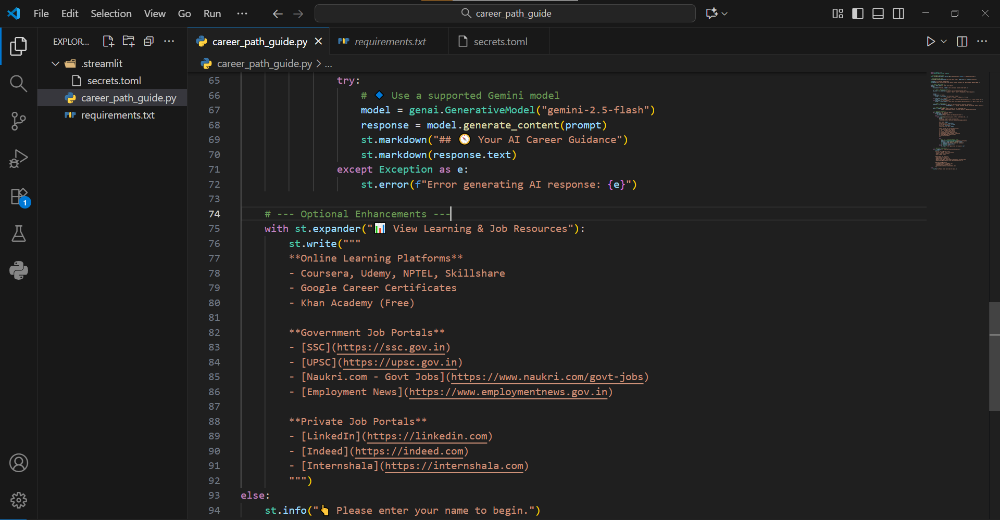 File Edit Selection View Go Run ··· career_path_guide
EXPLOR... ···
.streamlit
secrets.toml
career_path_guide.py
requirements.txt
1
career_path_guide.py requirements.txt secrets.toml ···
career_path_guide.py > ...
65 try:
66 # 🔷 Use a supported Gemini model
67 model = genai.GenerativeModel("gemini-2.5-flash")
68 response = model.generate_content(prompt)
69 st.markdown("## 🧭 Your AI Career Guidance")
70 st.markdown(response.text)
71 except Exception as e:
72 st.error(f"Error generating AI response: {e}")
73
74 # --- Optional Enhancements ---
75 with st.expander("📊 View Learning & Job Resources"):
76 st.write("""
77 **Online Learning Platforms**
78 - Coursera, Udemy, NPTEL, Skillshare
79 - Google Career Certificates
80 - Khan Academy (Free)
81
82 **Government Job Portals**
83 - [SSC](https://ssc.gov.in)
84 - [UPSC](https://upsc.gov.in)
85 - [Naukri.com - Govt Jobs](https://www.naukri.com/govt-jobs)
86 - [Employment News](https://www.employmentnews.gov.in)
87
88 **Private Job Portals**
89 - [LinkedIn](https://linkedin.com)
90 - [Indeed](https://indeed.com)
91 - [Internshala](https://internshala.com)
92 """)
93 else:
94 st.info("👆 Please enter your name to begin.")